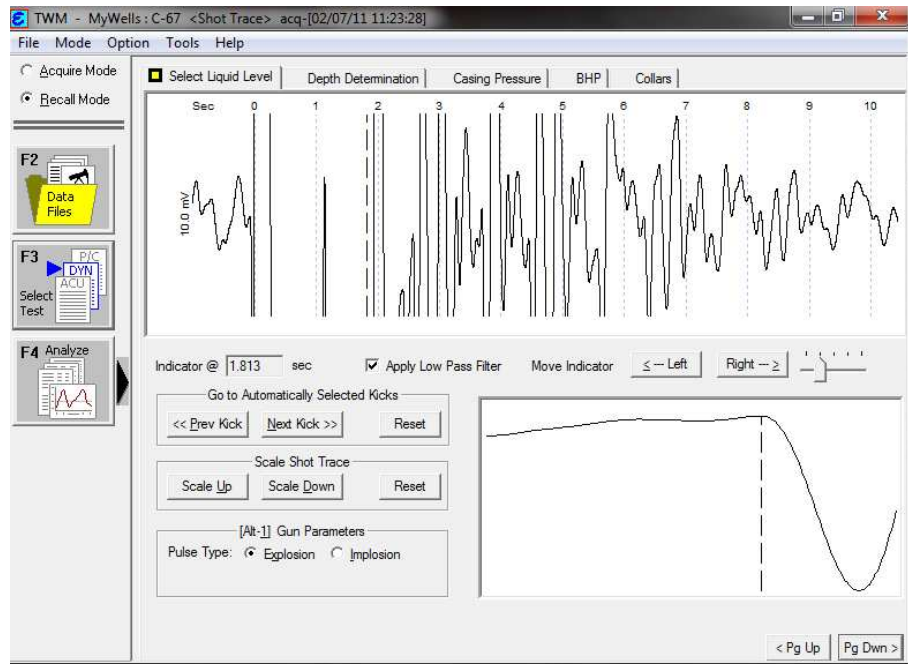 TWM - MyWells : C-67 <Shot Trace> acq-[02/07/11 11:23:28]
File Mode Option Tools Help
Acquire Mode
Recall Mode
F2
Data
Files
F3
P/C
DYN
ACU
Select
Test
F4 Analyze
Select Liquid Level
Depth Determination
Casing Pressure
BHP
Collars
Sec 0 1 2 3 4 5 6 7 8 9 10
10.0 mV
Indicator @ 1.813 sec
Apply Low Pass Filter
Move Indicator
< -- Left
Right -- >
Go to Automatically Selected Kicks
<< Prev Kick
Next Kick >>
Reset
Scale Shot Trace
Scale Up
Scale Down
Reset
[Alt-1] Gun Parameters
Pulse Type: Explosion Implosion
< Pg Up
Pg Dwn >